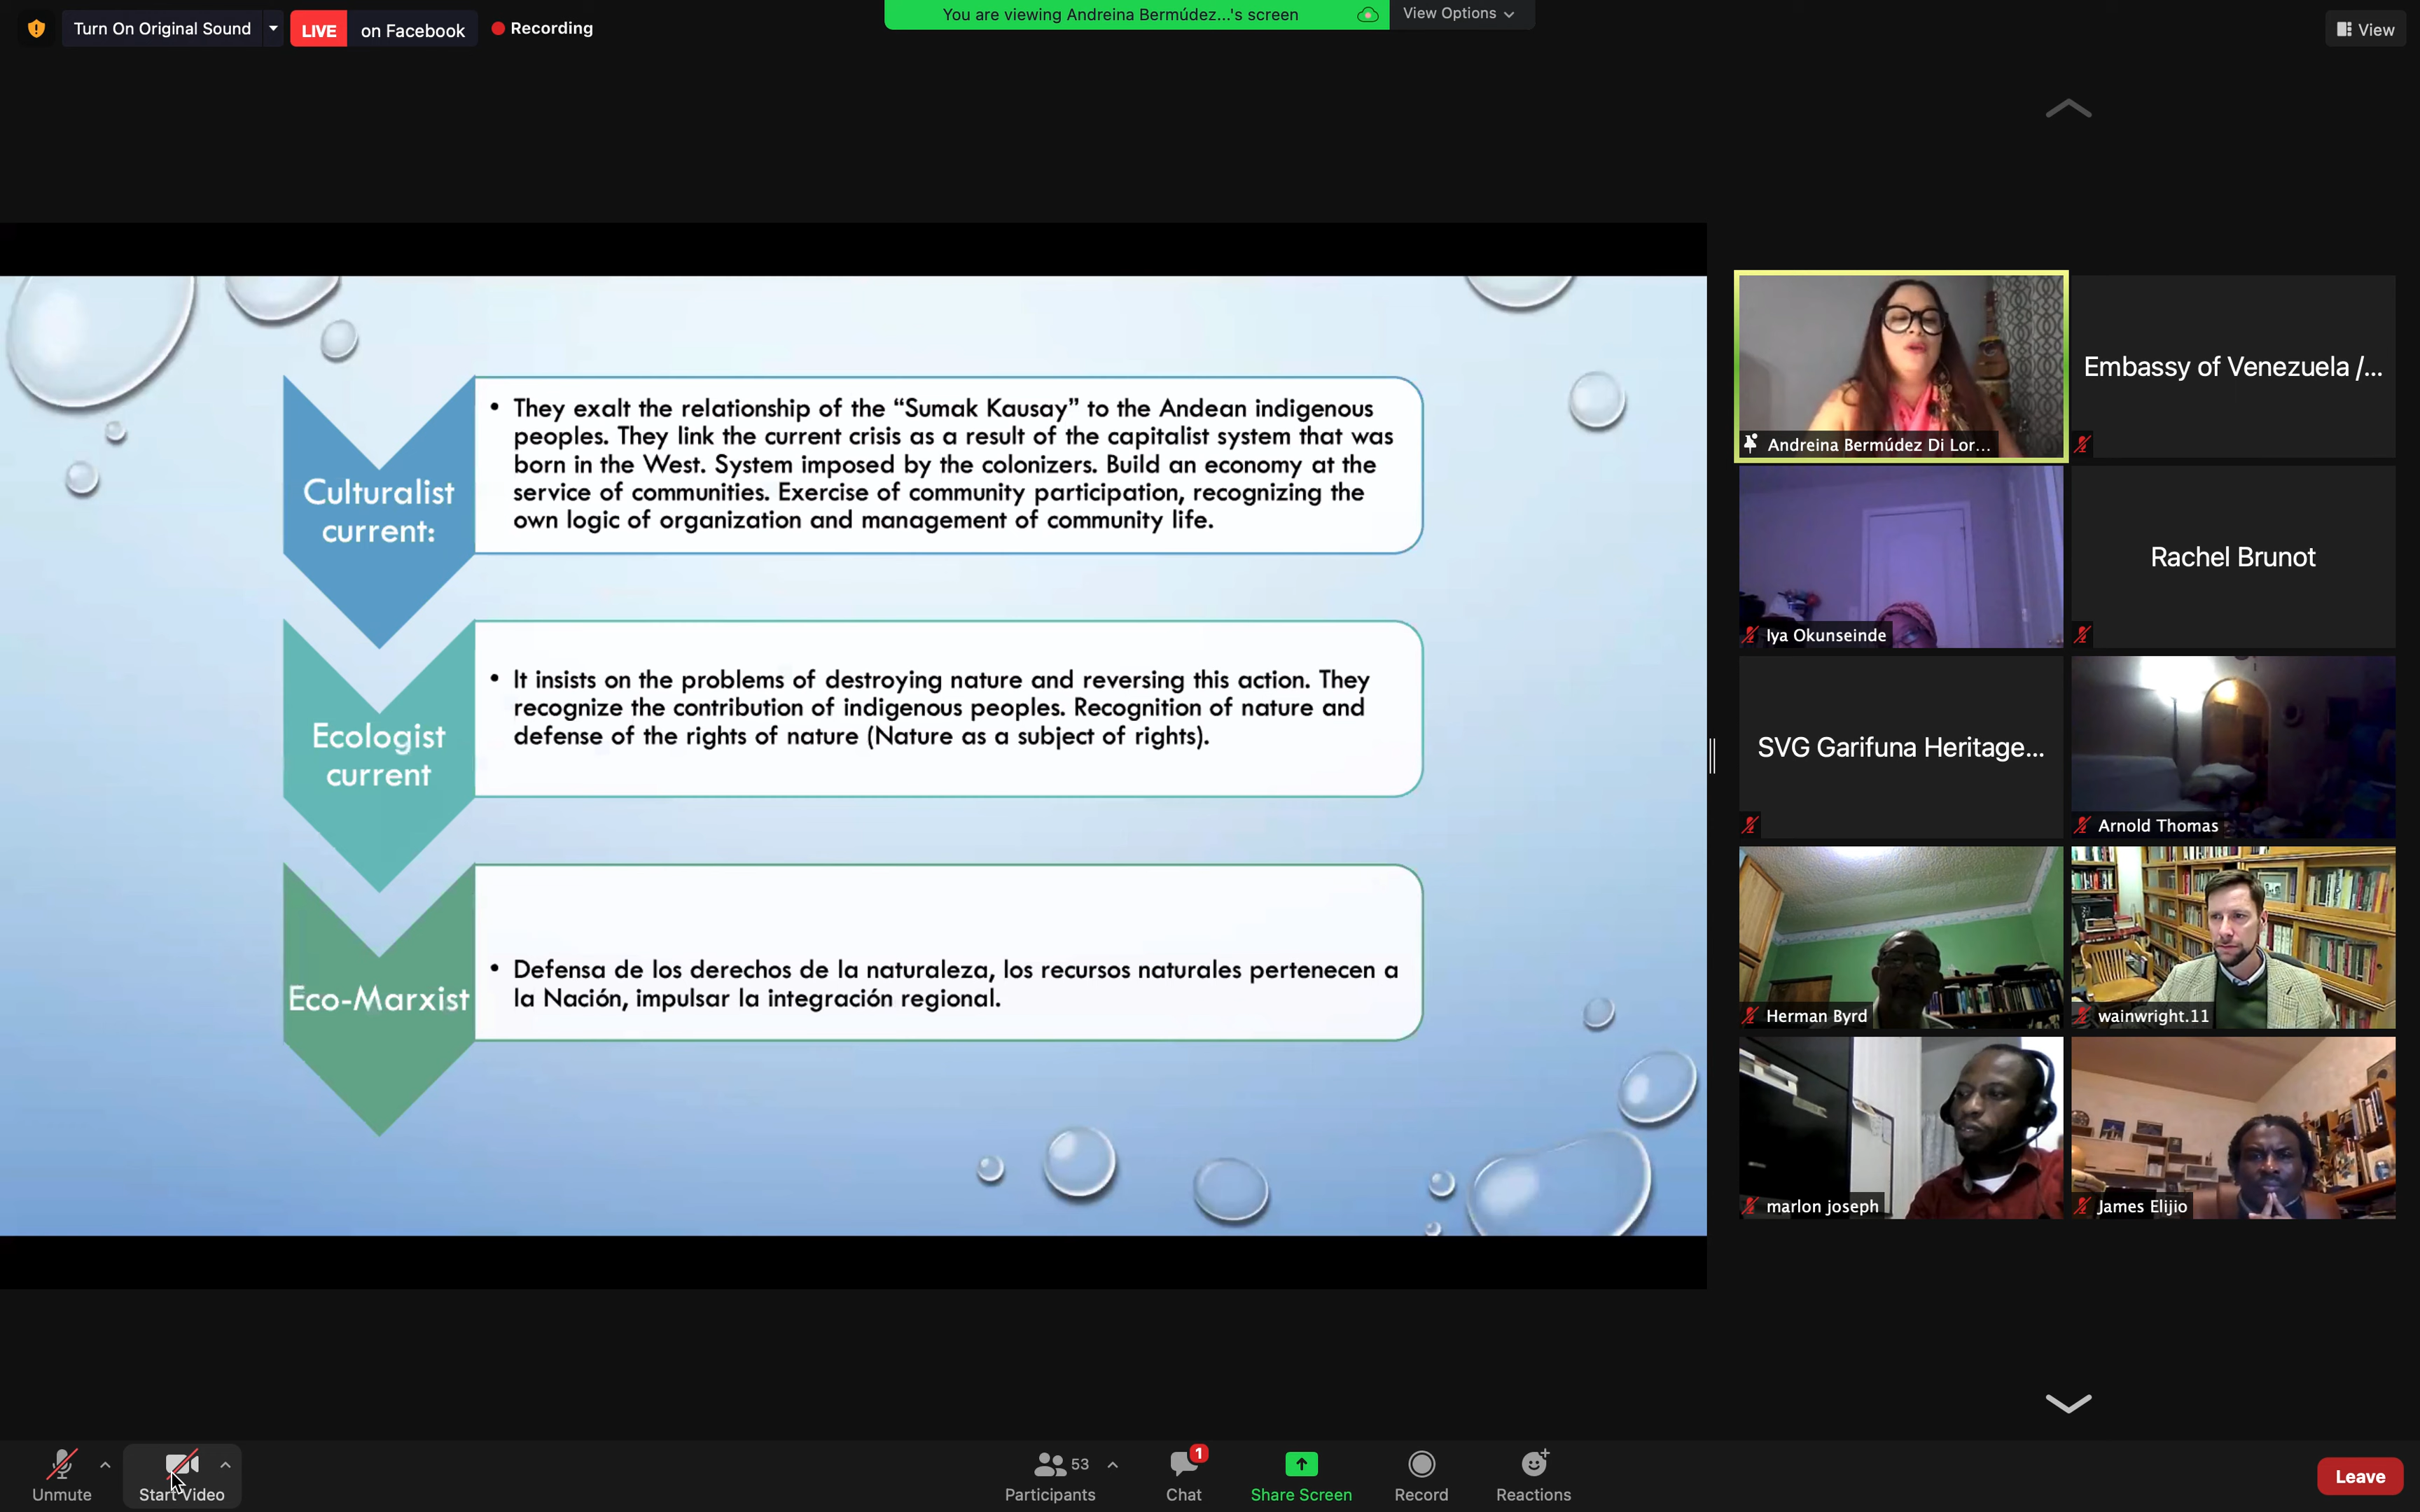 Turn On Original Sound
LIVE on Facebook
Recording
You are viewing Andreina Bermúdez...'s screen
View Options
View
Culturalist
current:
• They exalt the relationship of the “Sumak Kausay” to the Andean indigenous
peoples. They link the current crisis as a result of the capitalist system that was
born in the West. System imposed by the colonizers. Build an economy at the
service of communities. Exercise of community participation, recognizing the
own logic of organization and management of community life.
Ecologist
current
• It insists on the problems of destroying nature and reversing this action. They
recognize the contribution of indigenous peoples. Recognition of nature and
defense of the rights of nature (Nature as a subject of rights).
Eco-Marxist
• Defensa de los derechos de la naturaleza, los recursos naturales pertenecen a
la Nación, impulsar la integración regional.
Andreina Bermúdez Di Lor...
Embassy of Venezuela /...
Iya Okunseinde
Rachel Brunot
SVG Garifuna Heritage...
Arnold Thomas
Herman Byrd
wainwright.11
marlon joseph
James Elijio
Unmute
Start Video
53
Participants
1
Chat
Share Screen
Record
Reactions
Leave